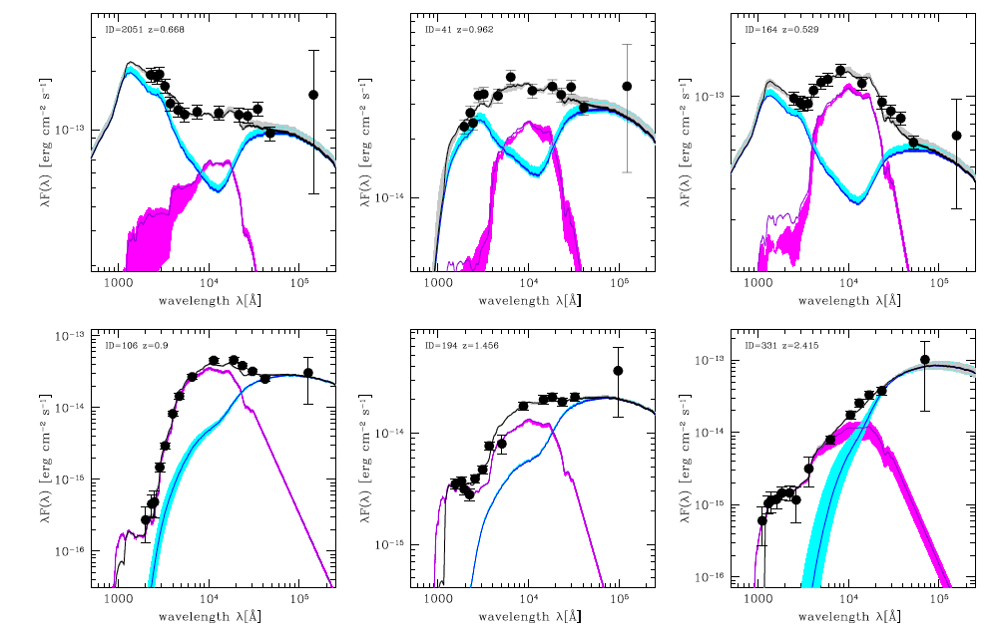 ID=2051 z=0.668
10⁻¹³
λF(λ) [erg cm⁻² s⁻¹]
1000 10⁴ 10⁵
wavelength λ[Å]
ID=41 z=0.962
10⁻¹⁴
λF(λ) [erg cm⁻² s⁻¹]
1000 10⁴ 10⁵
wavelength λ[Å]
ID=164 z=0.529
10⁻¹³
λF(λ) [erg cm⁻² s⁻¹]
1000 10⁴ 10⁵
wavelength λ[Å]
ID=106 z=0.9
10⁻¹³
10⁻¹⁴
10⁻¹⁵
10⁻¹⁶
λF(λ) [erg cm⁻² s⁻¹]
1000 10⁴ 10⁵
wavelength λ[Å]
ID=194 z=1.456
10⁻¹⁴
10⁻¹⁵
λF(λ) [erg cm⁻² s⁻¹]
1000 10⁴ 10⁵
wavelength λ[Å]
ID=331 z=2.415
10⁻¹³
10⁻¹⁴
10⁻¹⁵
10⁻¹⁶
λF(λ) [erg cm⁻² s⁻¹]
1000 10⁴ 10⁵
wavelength λ[Å]